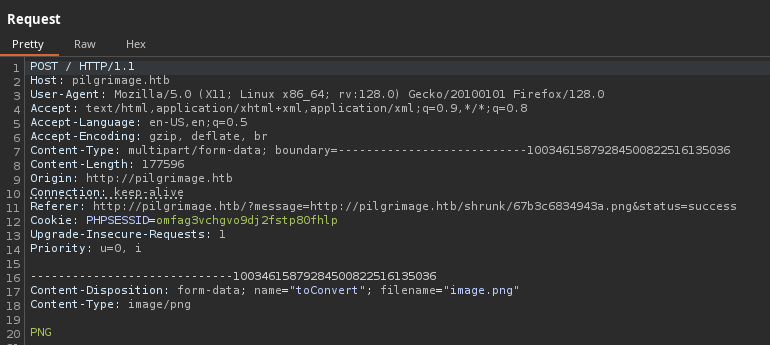 Request
Pretty Raw Hex
1 POST / HTTP/1.1
2 Host: pilgrimage.htb
3 User-Agent: Mozilla/5.0 (X11; Linux x86_64; rv:128.0) Gecko/20100101 Firefox/128.0
4 Accept: text/html,application/xhtml+xml,application/xml;q=0.9,*/*;q=0.8
5 Accept-Language: en-US,en;q=0.5
6 Accept-Encoding: gzip, deflate, br
7 Content-Type: multipart/form-data; boundary=---------------------------10034615879284500822516135036
8 Content-Length: 177596
9 Origin: http://pilgrimage.htb
10 Connection: keep-alive
11 Referer: http://pilgrimage.htb/?message=http://pilgrimage.htb/shrunk/67b3c6834943a.png&status=success
12 Cookie: PHPSESSID=omfag3vchgvo9dj2fstp80fhlp
13 Upgrade-Insecure-Requests: 1
14 Priority: u=0, i
15
16 -----------------------------10034615879284500822516135036
17 Content-Disposition: form-data; name="toConvert"; filename="image.png"
18 Content-Type: image/png
19
20 PNG